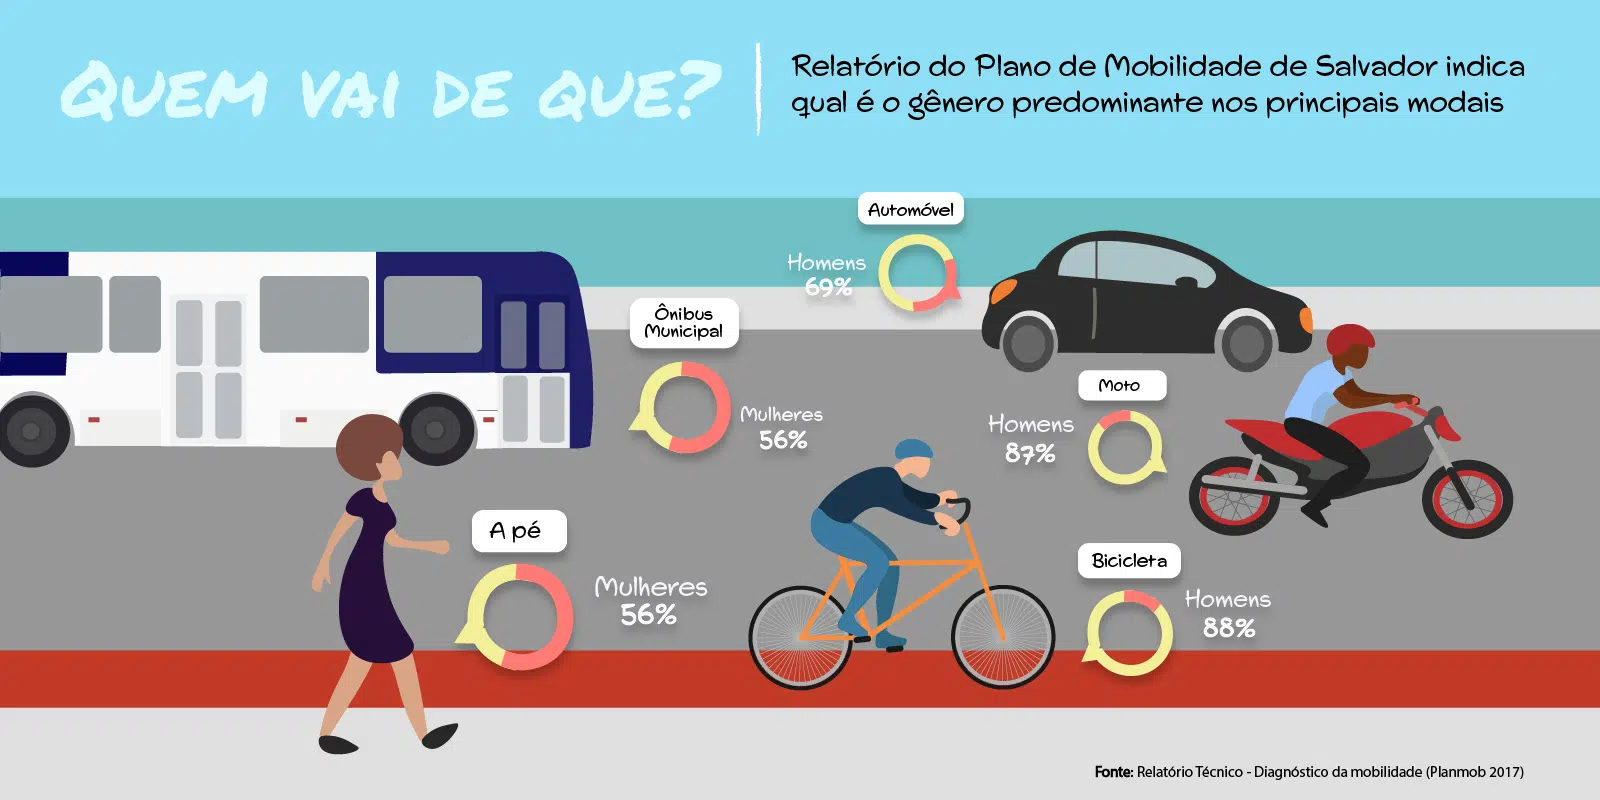 QUEM VAI DE QUE?
Relatório do Plano de Mobilidade de Salvador indica
qual é o gênero predominante nos principais modais
Automóvel
Homens
69%
Ônibus
Municipal
Mulheres
56%
Moto
Homens
87%
A pé
Mulheres
56%
Bicicleta
Homens
88%
Fonte: Relatório Técnico - Diagnóstico da mobilidade (Planmob 2017)